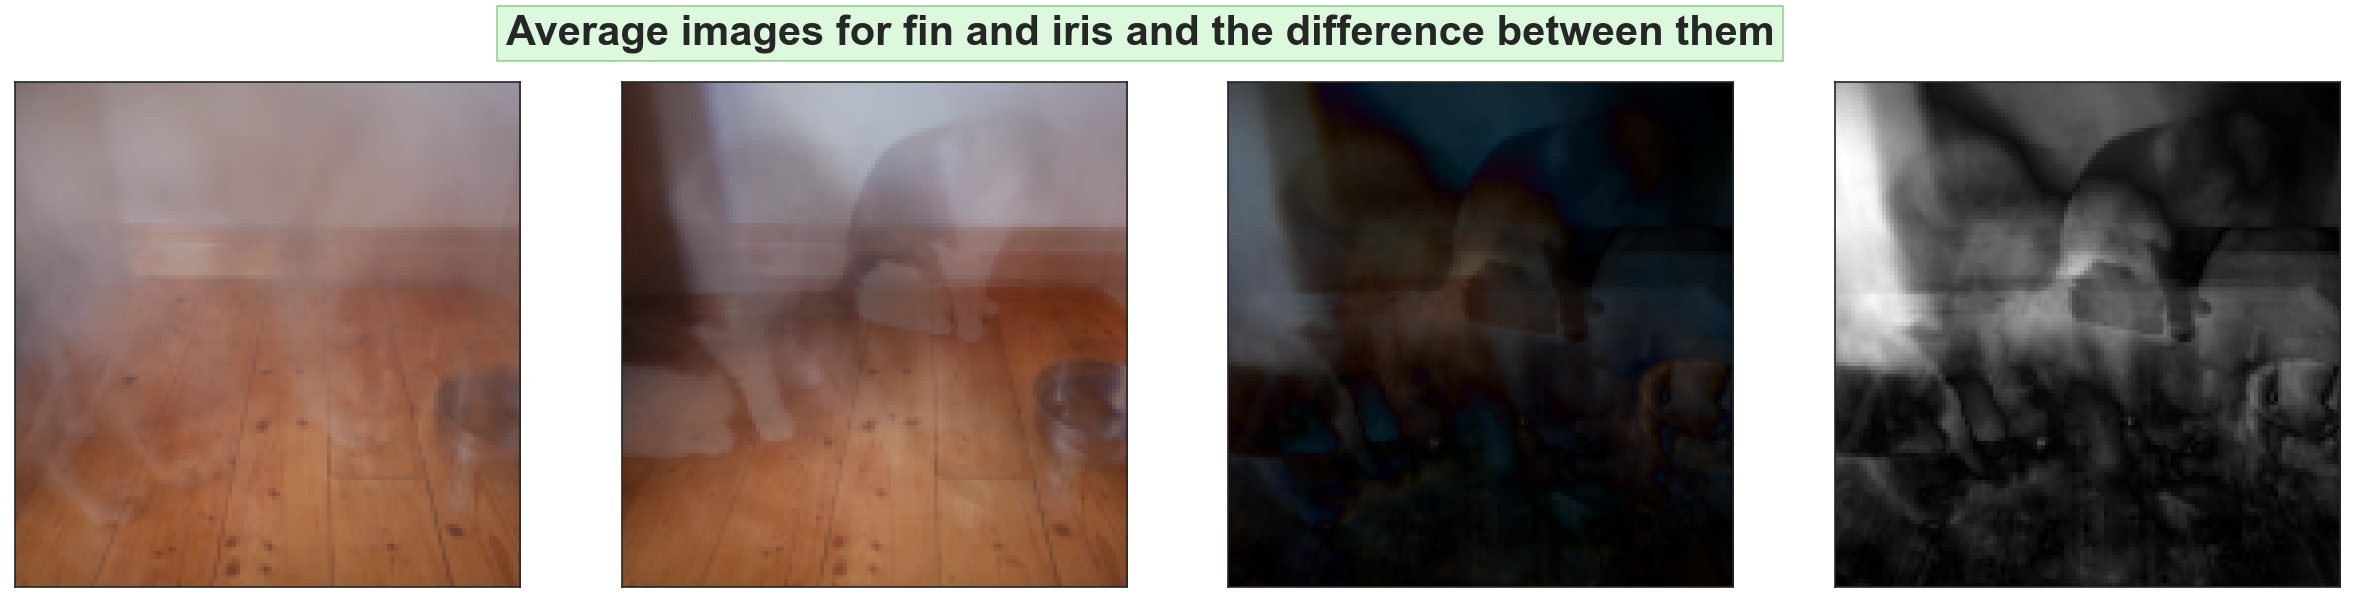 Average images for fin and iris and the difference between them